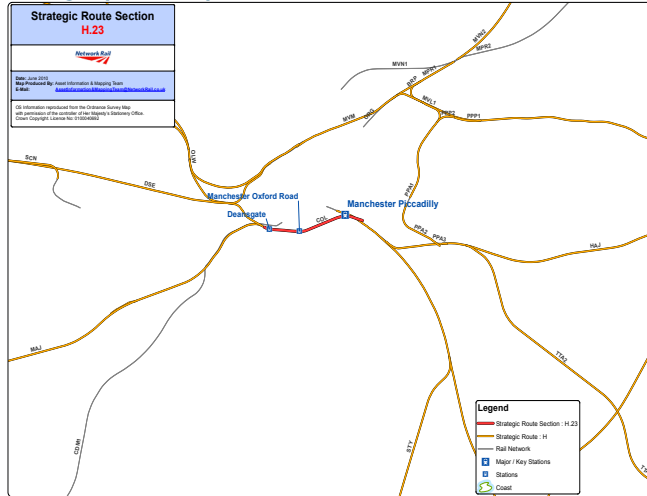 Strategic Route Section
H.23
Network Rail
Date: June 2010
Map Produced By: Asset Information & Mapping Team
E-Mail: AssetInformation&MappingTeam@NetworkRail.co.uk
OS Information reproduced from the Ordnance Survey Map
with permission of the controller of Her Majesty's Stationery Office.
Crown Copyright. Licence No: 0100040692
MVN2
MPR2
MVN1
MPR1
BRP
MVL1
ORG
MVM
PPP2
PPP1
OLW
SCN
DSE
PPA1
Manchester Oxford Road
Manchester Piccadilly
Deansgate
CDL
PPA2
PPA3
HAJ
MAJ
TTA2
CDM1
STY
Legend
Strategic Route Section : H.23
Strategic Route : H
Rail Network
Major / Key Stations
Stations
Coast